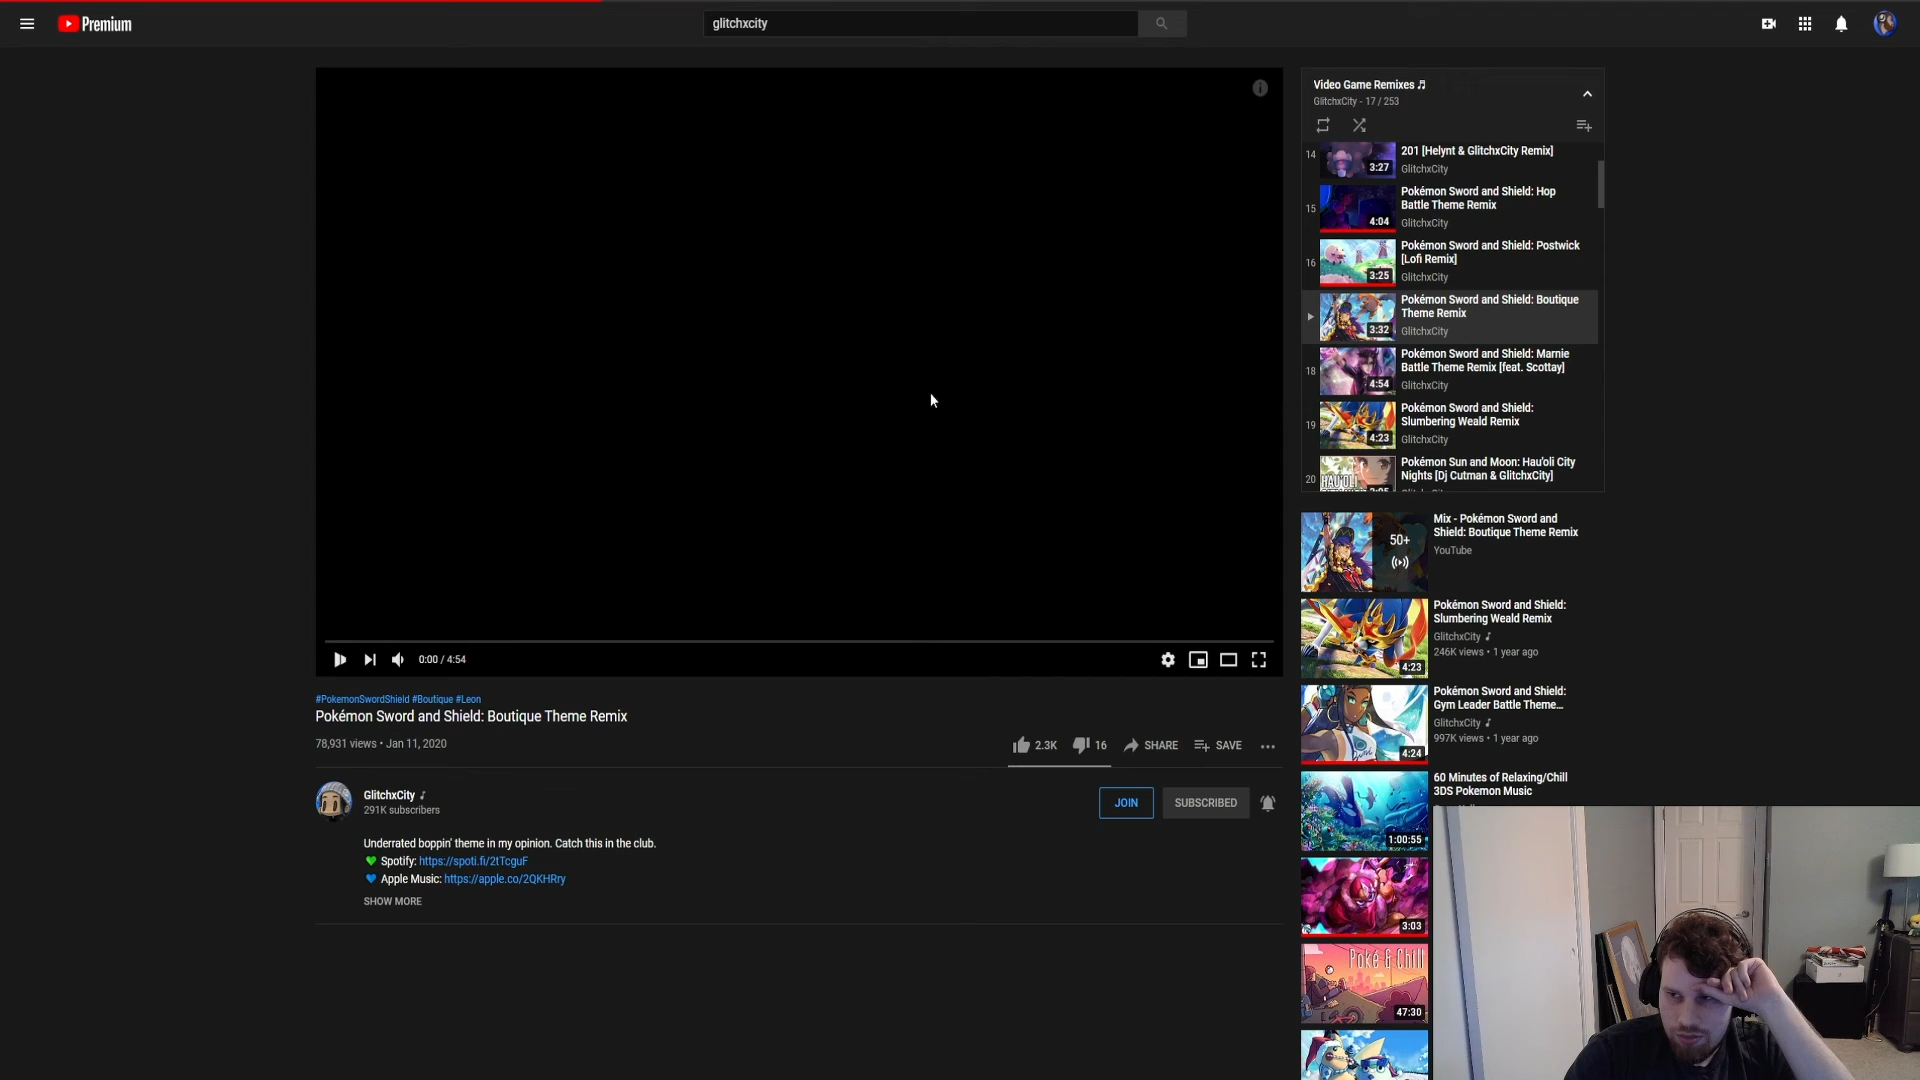 Premium
glitchxcity
Video Game Remixes ♬
GlitchxCity - 17 / 253
14
3:27
201 [Helynt & GlitchxCity Remix]
GlitchxCity
15
4:04
Pokémon Sword and Shield: Hop
Battle Theme Remix
GlitchxCity
16
3:25
Pokémon Sword and Shield: Postwick
[Lofi Remix]
GlitchxCity
3:32
Pokémon Sword and Shield: Boutique
Theme Remix
GlitchxCity
18
4:54
Pokémon Sword and Shield: Marnie
Battle Theme Remix [feat. Scottay]
GlitchxCity
19
4:23
Pokémon Sword and Shield:
Slumbering Weald Remix
GlitchxCity
20
HAU'OLI
Pokémon Sun and Moon: Hau'oli City
Nights [Dj Cutman & GlitchxCity]
0:00 / 4:54
#PokemonSwordShield #Boutique #Leon
Pokémon Sword and Shield: Boutique Theme Remix
78,931 views • Jan 11, 2020
2.3K
16
SHARE
SAVE
GlitchxCity
291K subscribers
JOIN
SUBSCRIBED
Underrated boppin' theme in my opinion. Catch this in the club.
Spotify: https://spoti.fi/2tTcguF
Apple Music: https://apple.co/2QKHRry
SHOW MORE
50+
Mix - Pokémon Sword and
Shield: Boutique Theme Remix
YouTube
4:23
Pokémon Sword and Shield:
Slumbering Weald Remix
GlitchxCity
246K views • 1 year ago
4:24
Pokémon Sword and Shield:
Gym Leader Battle Theme...
GlitchxCity
997K views • 1 year ago
1:00:55
60 Minutes of Relaxing/Chill
3DS Pokemon Music
3:03
Poké & Chill
47:30